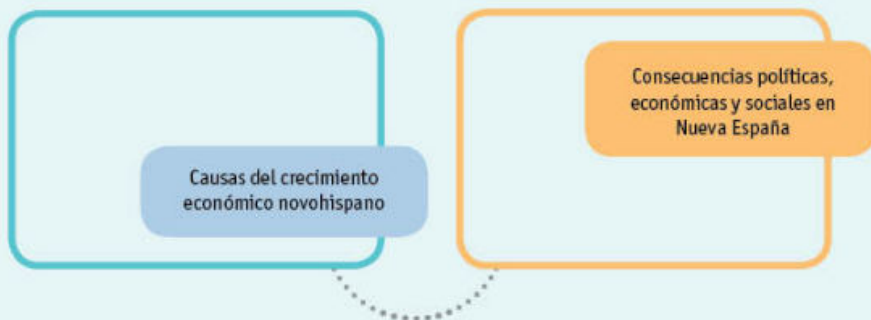 Causas del crecimiento
económico novohispano
Consecuencias políticas,
económicas y sociales en
Nueva España